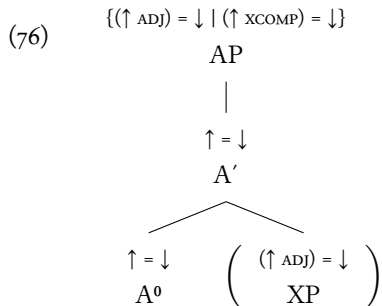 (76)
{(↑ ADJ) = ↓ | (↑ XCOMP) = ↓}
AP
↑ = ↓
A′
↑ = ↓ (↑ ADJ) = ↓
A⁰ ( XP )